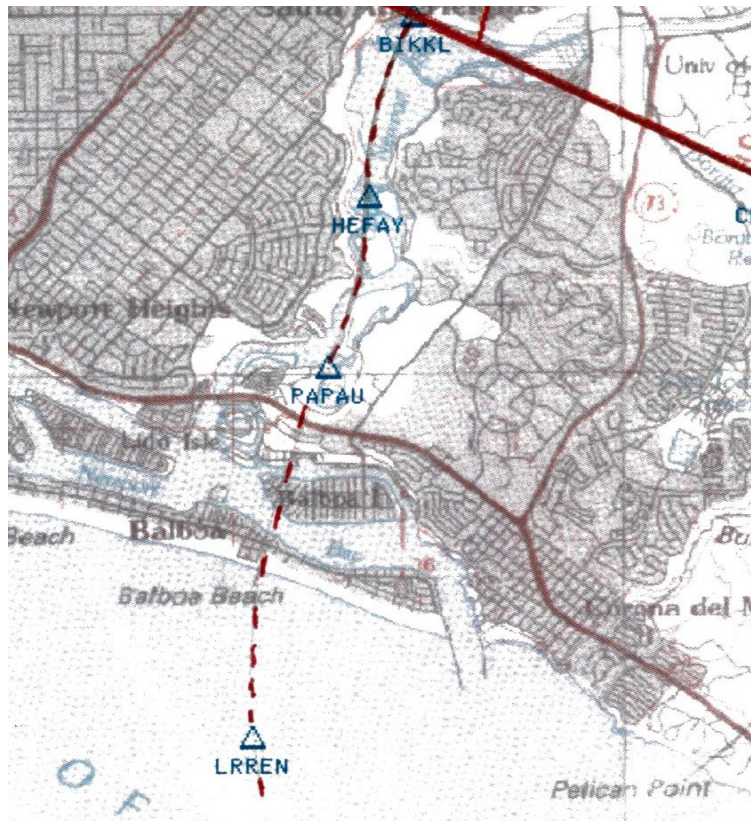 BIKKL
Univ of
HEFAY
73
Newport Heights
PAPAU
Lido Isle
Balboa I
Balboa
Beach
Bay
Balboa Beach
Corona del M
LRREN
Pelican Point
O F